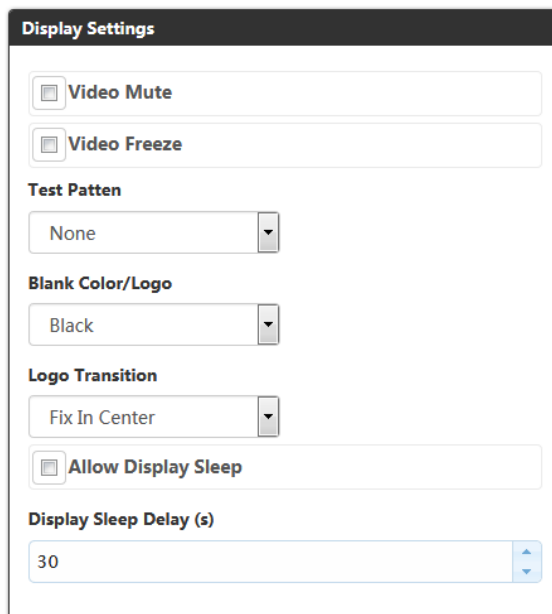 Display Settings
Video Mute
Video Freeze
Test Patten
None
Blank Color/Logo
Black
Logo Transition
Fix In Center
Allow Display Sleep
Display Sleep Delay (s)
30